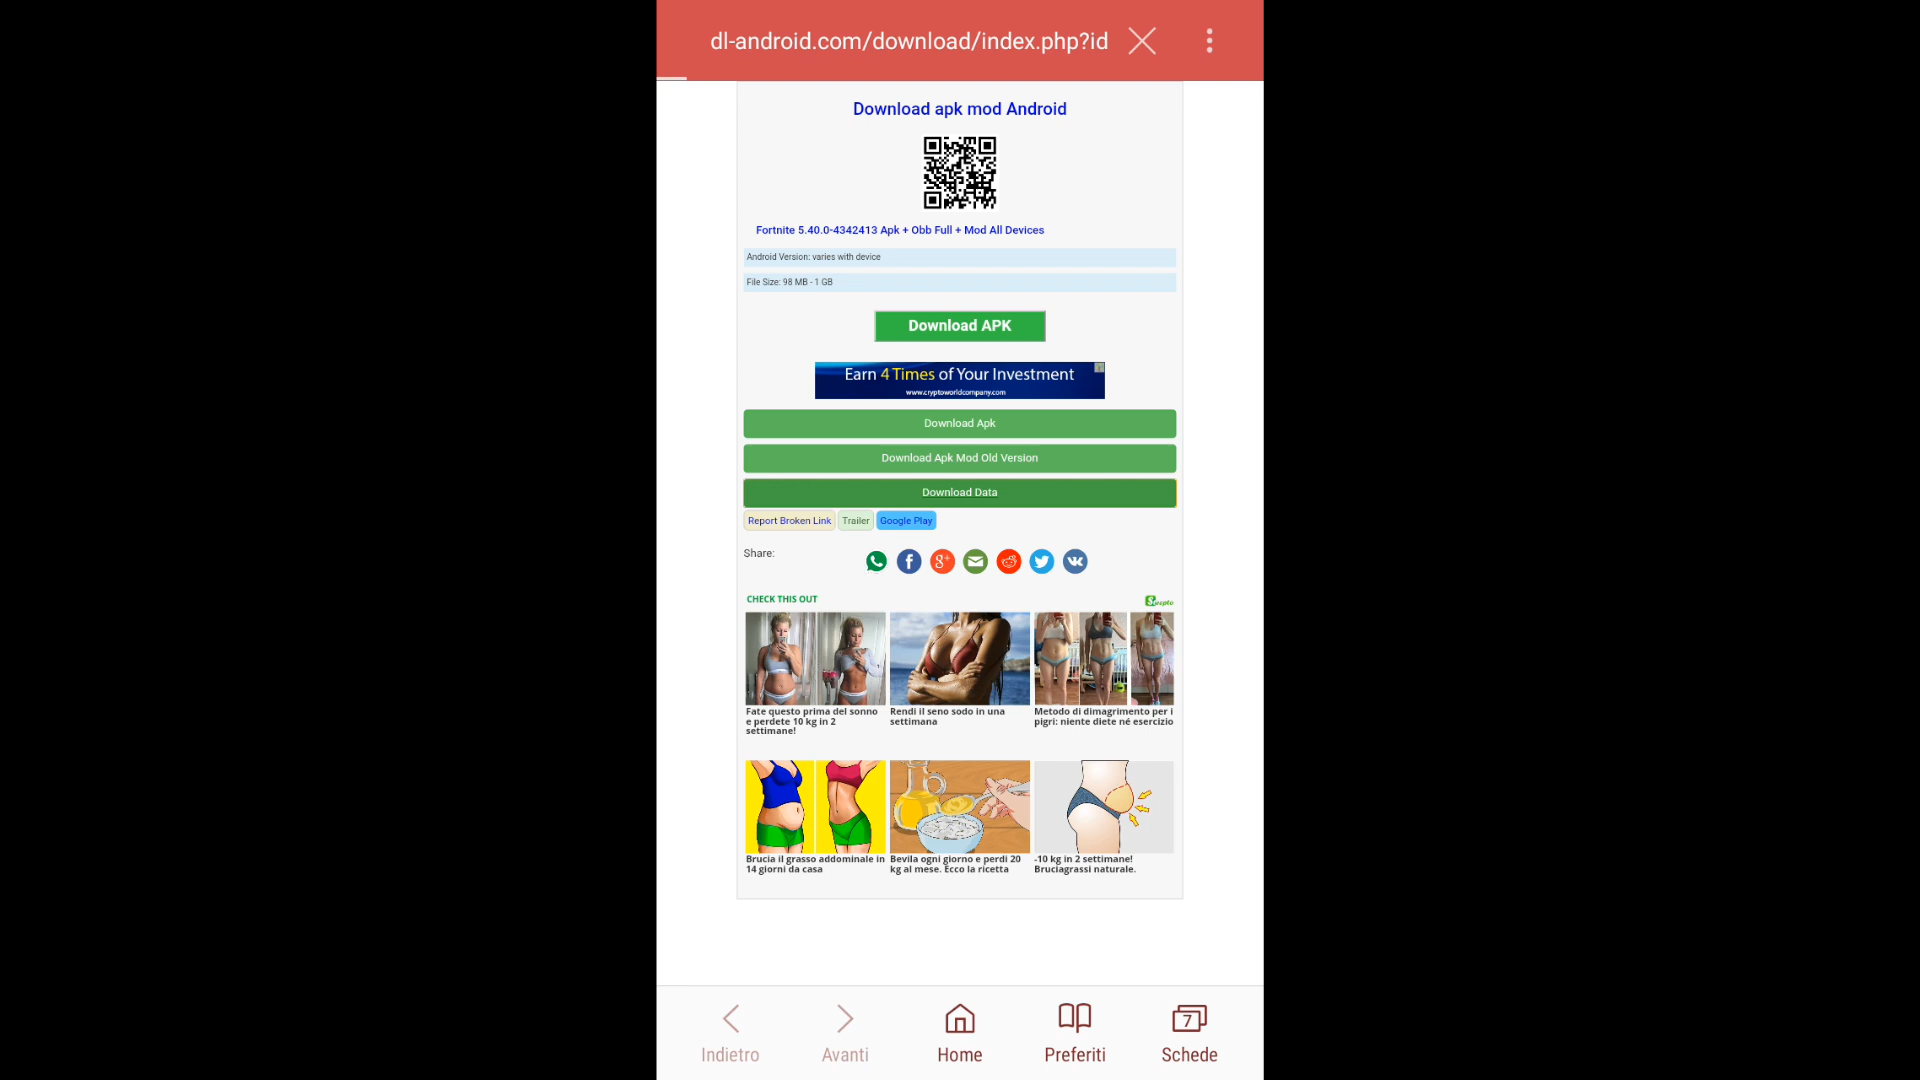 dl-android.com/download/index.php?id
Download apk mod Android
Fortnite 5.40.0-4342413 Apk + Obb Full + Mod All Devices
Android Version: varies with device
File Size: 98 MB - 1 GB
Download APK
Earn 4 Times of Your Investment
www.cryptoworldcompany.com
Download Apk
Download Apk Mod Old Version
Download Data
Report Broken Link Trailer Google Play
Share:
CHECK THIS OUT
Fate questo prima del sonno
e perdete 10 kg in 2
settimane!
Rendi il seno sodo in una
settimana
Metodo di dimagrimento per i
pigri: niente diete né esercizio
Brucia il grasso addominale in
14 giorni da casa
Bevila ogni giorno e perdi 20
kg al mese. Ecco la ricetta
-10 kg in 2 settimane!
Bruciagrassi naturale.
7
Indietro Avanti Home Preferiti Schede